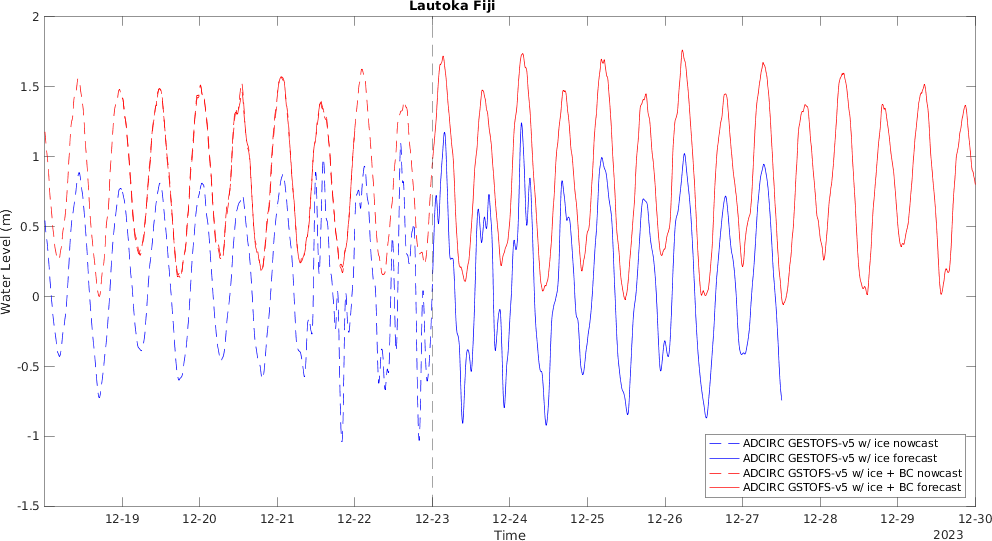 Lautoka Fiji
2
1.5
1
0.5
0
-0.5
-1
-1.5
Water Level (m)
ADCIRC GESTOFS-v5 w/ ice nowcast
ADCIRC GESTOFS-v5 w/ ice forecast
ADCIRC GSTOFS-v5 w/ ice + BC nowcast
ADCIRC GSTOFS-v5 w/ ice + BC forecast
12-19 12-20 12-21 12-22 12-23 12-24 12-25 12-26 12-27 12-28 12-29 12-30
Time
2023